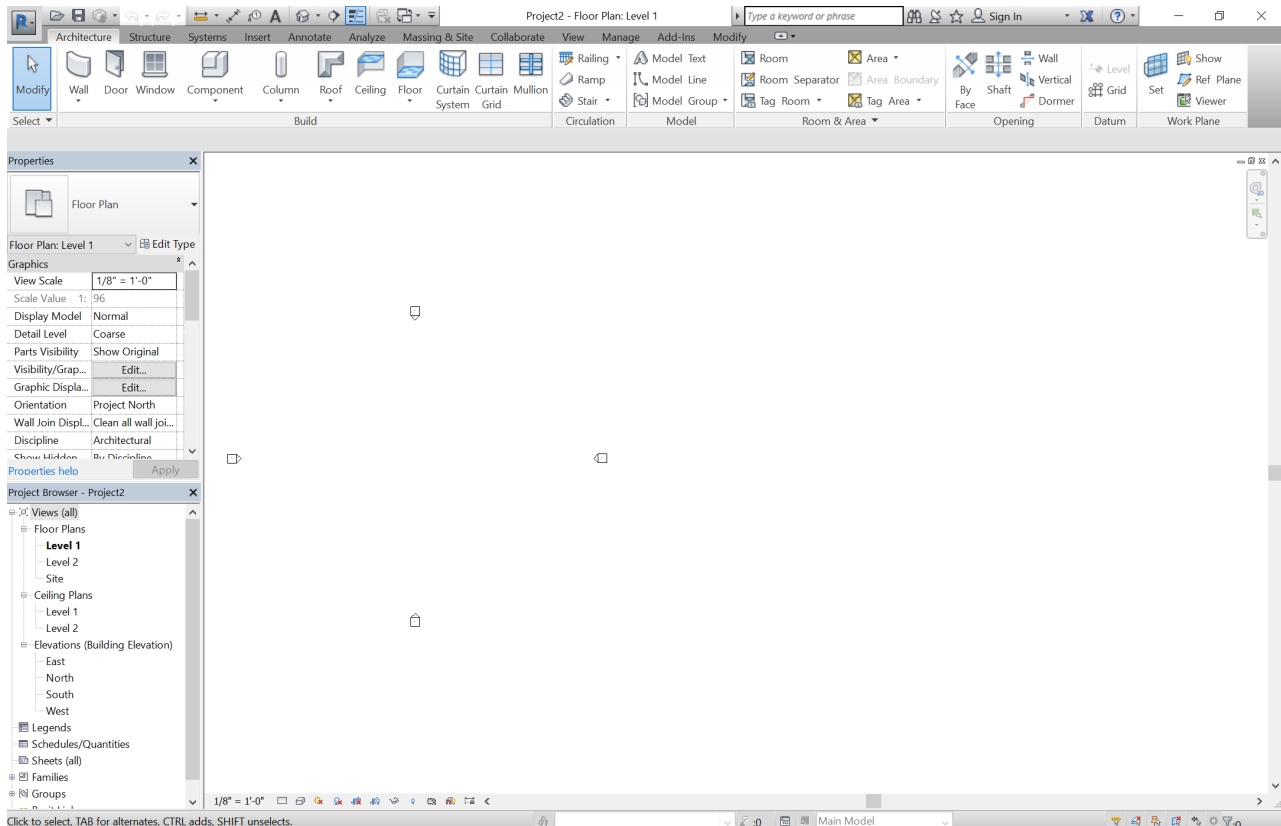 Project2 - Floor Plan: Level 1
Type a keyword or phrase
Sign In
Architecture Structure Systems Insert Annotate Analyze Massing & Site Collaborate View Manage Add-Ins Modify
Modify
Wall
Door
Window
Component
Column
Roof
Ceiling
Floor
Curtain System
Curtain Grid
Mullion
Railing
Ramp
Stair
Model Text
Model Line
Model Group
Room
Room Separator
Tag Room
Area
Area Boundary
Tag Area
By Face
Shaft
Wall
Vertical
Dormer
Level
Grid
Set
Show
Ref Plane
Viewer
Select
Build
Circulation
Model
Room & Area
Opening
Datum
Work Plane
Properties
Floor Plan
Floor Plan: Level 1
Edit Type
Graphics
View Scale 1/8" = 1'-0"
Scale Value 1: 96
Display Model Normal
Detail Level Coarse
Parts Visibility Show Original
Visibility/Grap... Edit...
Graphic Displa... Edit...
Orientation Project North
Wall Join Displ... Clean all wall joi...
Discipline Architectural
Show Hidden By Discipline
Properties help Apply
Project Browser - Project2
Views (all)
Floor Plans
Level 1
Level 2
Site
Ceiling Plans
Level 1
Level 2
Elevations (Building Elevation)
East
North
South
West
Legends
Schedules/Quantities
Sheets (all)
Families
Groups
1/8" = 1'-0"
Click to select, TAB for alternates, CTRL adds, SHIFT unselects.
:0
Main Model
:0